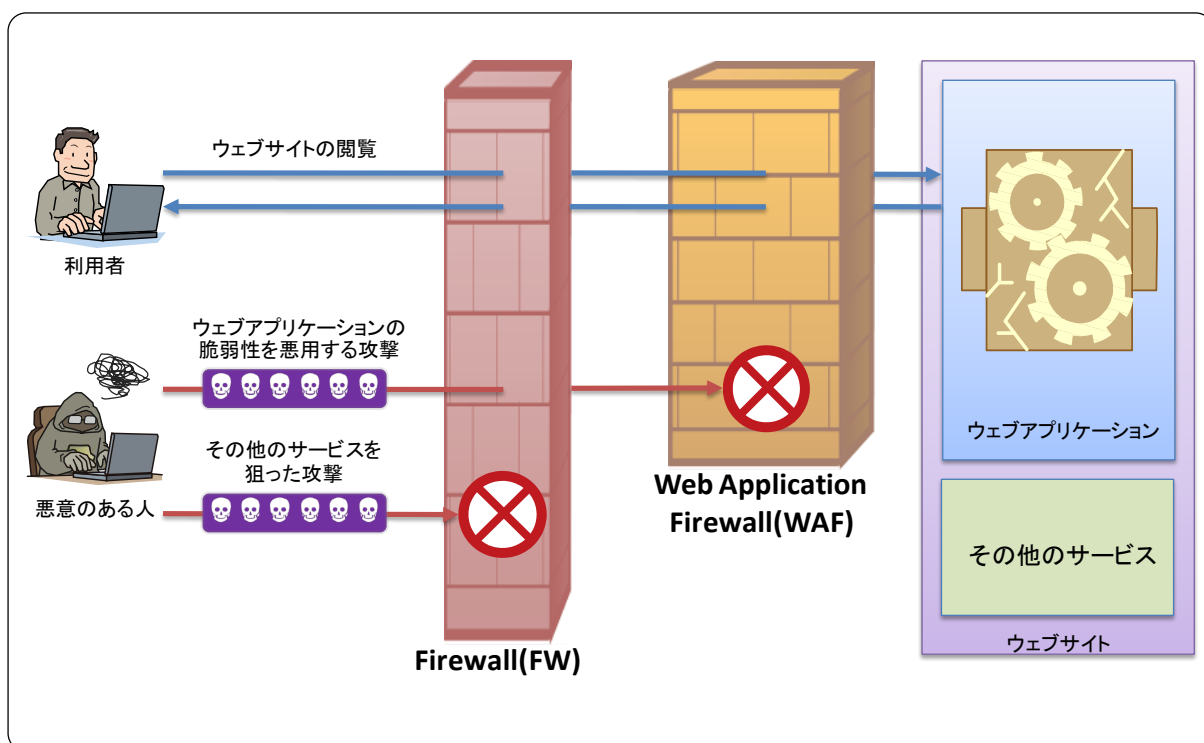 ウェブサイトの閲覧
利用者
ウェブアプリケーションの
脆弱性を悪用する攻撃
その他のサービスを
狙った攻撃
悪意のある人
Firewall(FW)
Web Application
Firewall(WAF)
ウェブアプリケーション
その他のサービス
ウェブサイト